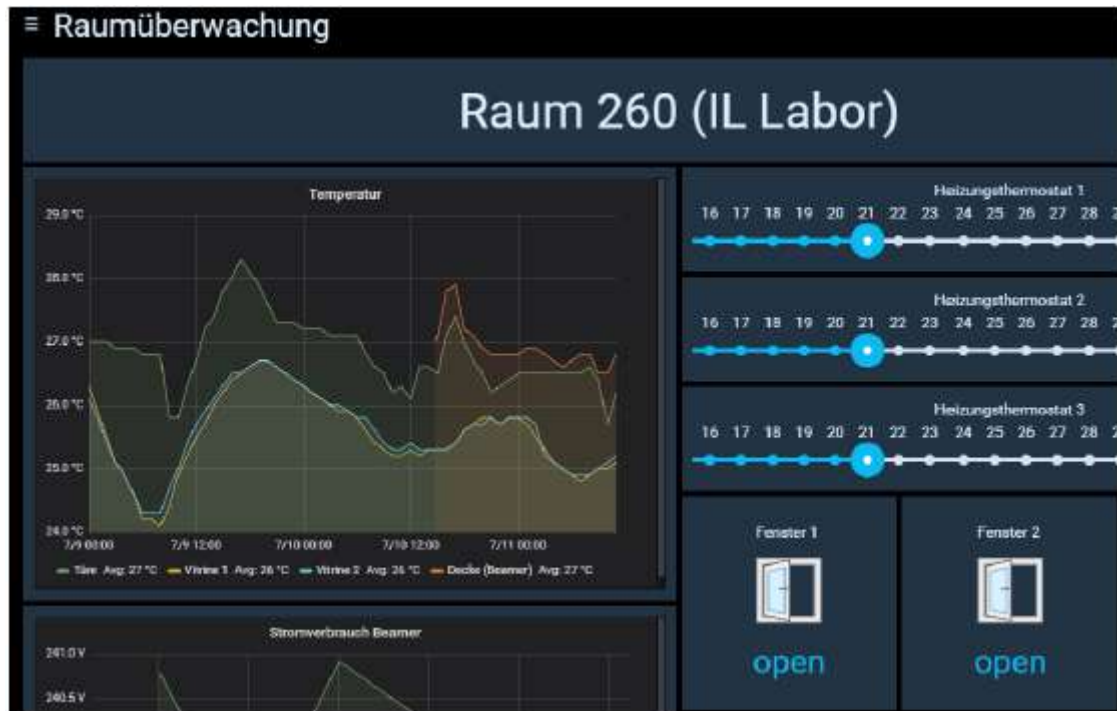 ≡ Raumüberwachung
Raum 260 (IL Labor)
Temperatur
29.0 °C
28.0 °C
27.0 °C
26.0 °C
25.0 °C
24.0 °C
7/9 00:00 7/9 12:00 7/10 00:00 7/10 12:00 7/11 00:00
Türe Avg: 27 °C Vitrine 1 Avg: 26 °C Vitrine 2 Avg: 26 °C Decke (Beamer) Avg: 27 °C
Stromverbrauch Beamer
241.0 V
240.5 V
Heizungsthermostat 1
16 17 18 19 20 21 22 23 24 25 26 27 28
Heizungsthermostat 2
16 17 18 19 20 21 22 23 24 25 26 27 28
Heizungsthermostat 3
16 17 18 19 20 21 22 23 24 25 26 27 28
Fenster 1
open
Fenster 2
open